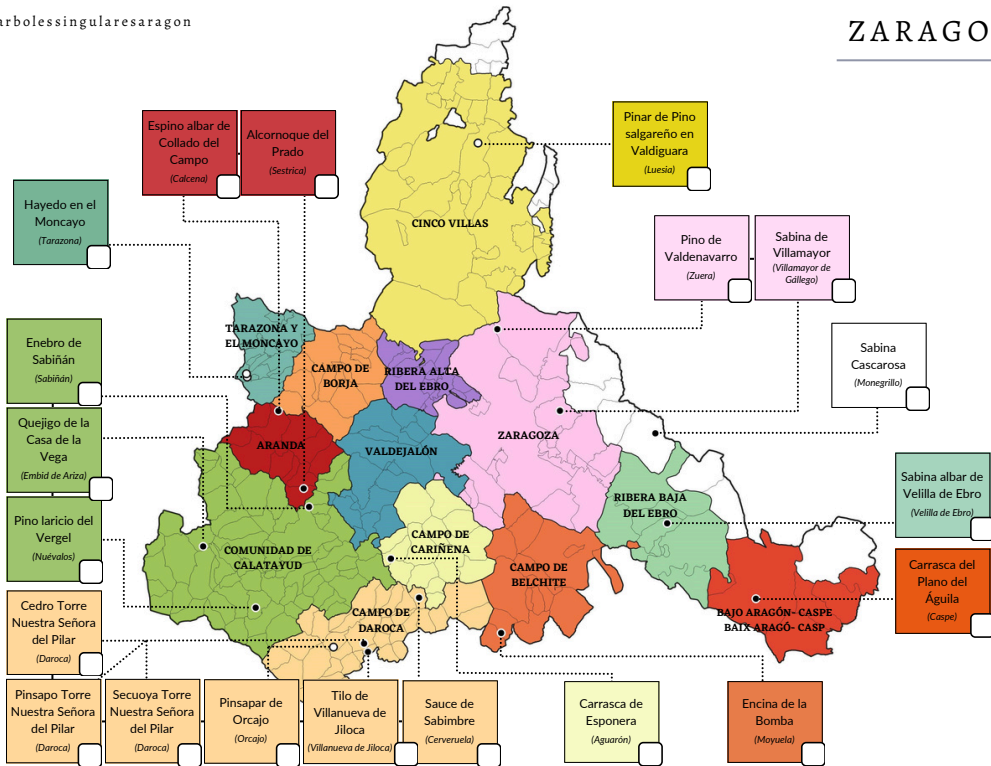 arbolessingularesaragon
ZARAGO
Espino albar de
Collado del
Campo
(Calcena)
Alcornoque del
Prado
(Sestrica)
Pinar de Pino
salgareño en
Valdiguara
(Luesia)
Hayedo en el
Moncayo
(Tarazona)
CINCO VILLAS
Pino de
Valdenavarro
(Zuera)
Sabina de
Villamayor
(Villamayor de
Gállego)
Enebro de
Sabiñán
(Sabiñán)
TARAZONA Y
EL MONCAYO
CAMPO DE
BORJA
RIBERA ALTA
DEL EBRO
Sabina
Cascarosa
(Monegrillo)
Quejigo de la
Casa de la
Vega
(Embid de Ariza)
ARANDA
VALDEJALÓN
ZARAGOZA
Sabina albar de
Velilla de Ebro
(Velilla de Ebro)
RIBERA BAJA
DEL EBRO
Pino laricio del
Vergel
(Nuévalos)
COMUNIDAD DE
CALATAYUD
CAMPO DE
CARIÑENA
CAMPO DE
BELCHITE
Carrasca del
Plano del
Águila
(Caspe)
Cedro Torre
Nuestra Señora
del Pilar
(Daroca)
CAMPO DE
DAROCA
BAJO ARAGÓN- CASPE
BAIX ARAGÓ- CASP
Pinsapo Torre
Nuestra Señora
del Pilar
(Daroca)
Secuoya Torre
Nuestra Señora
del Pilar
(Daroca)
Pinsapar de
Orcajo
(Orcajo)
Tilo de
Villanueva de
Jiloca
(Villanueva de Jiloca)
Sauce de
Sabimbre
(Cerveruela)
Carrasca de
Esponera
(Aguarón)
Encina de la
Bomba
(Moyuela)